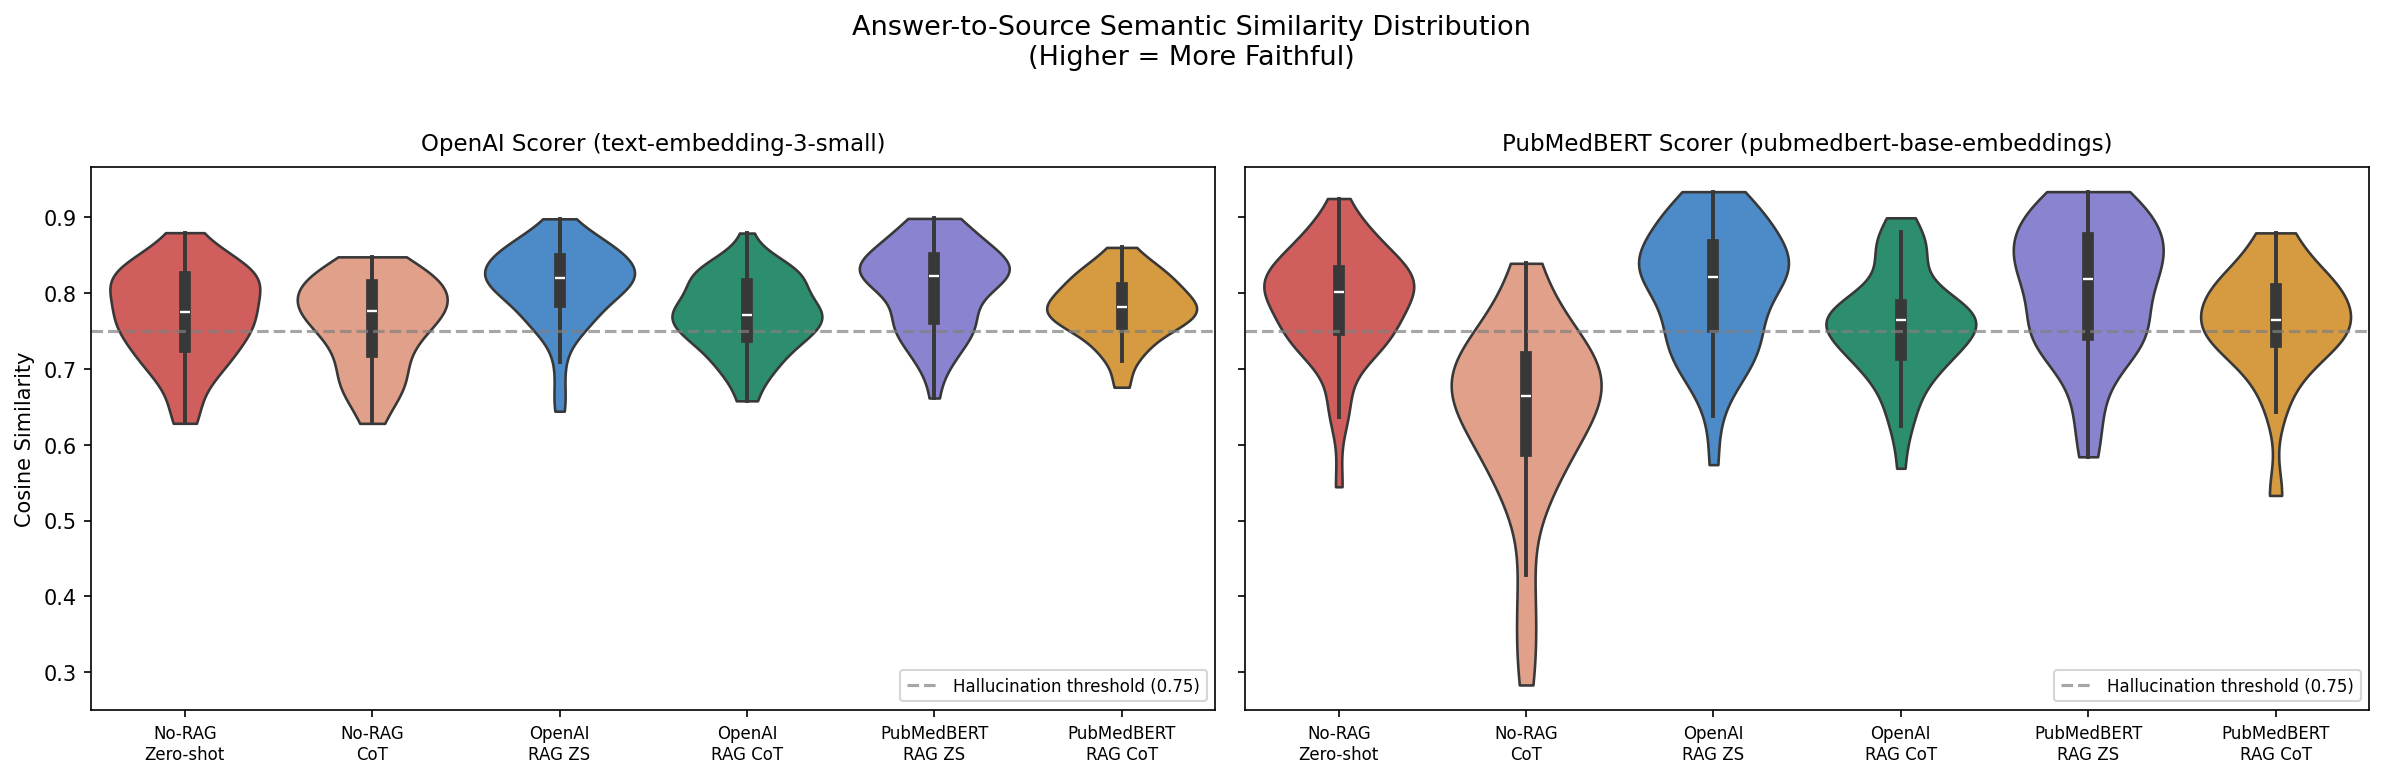 Answer-to-Source Semantic Similarity Distribution
(Higher = More Faithful)
OpenAI Scorer (text-embedding-3-small)
Cosine Similarity
0.9
0.8
0.7
0.6
0.5
0.4
0.3
Hallucination threshold (0.75)
No-RAG
Zero-shot
No-RAG
CoT
OpenAI
RAG ZS
OpenAI
RAG CoT
PubMedBERT
RAG ZS
PubMedBERT
RAG CoT
PubMedBERT Scorer (pubmedbert-base-embeddings)
Hallucination threshold (0.75)
No-RAG
Zero-shot
No-RAG
CoT
OpenAI
RAG ZS
OpenAI
RAG CoT
PubMedBERT
RAG ZS
PubMedBERT
RAG CoT